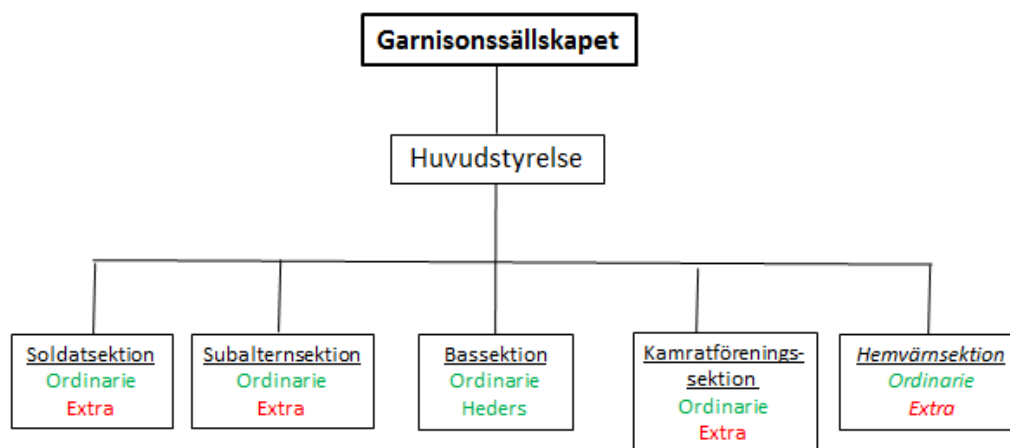 Garnisonssällskapet
Huvudstyrelse
Soldatsektion
Ordinarie
Extra
Subalternsektion
Ordinarie
Extra
Bassektion
Ordinarie
Heders
Kamratförenings-
sektion
Ordinarie
Extra
Hemvärnsektion
Ordinarie
Extra